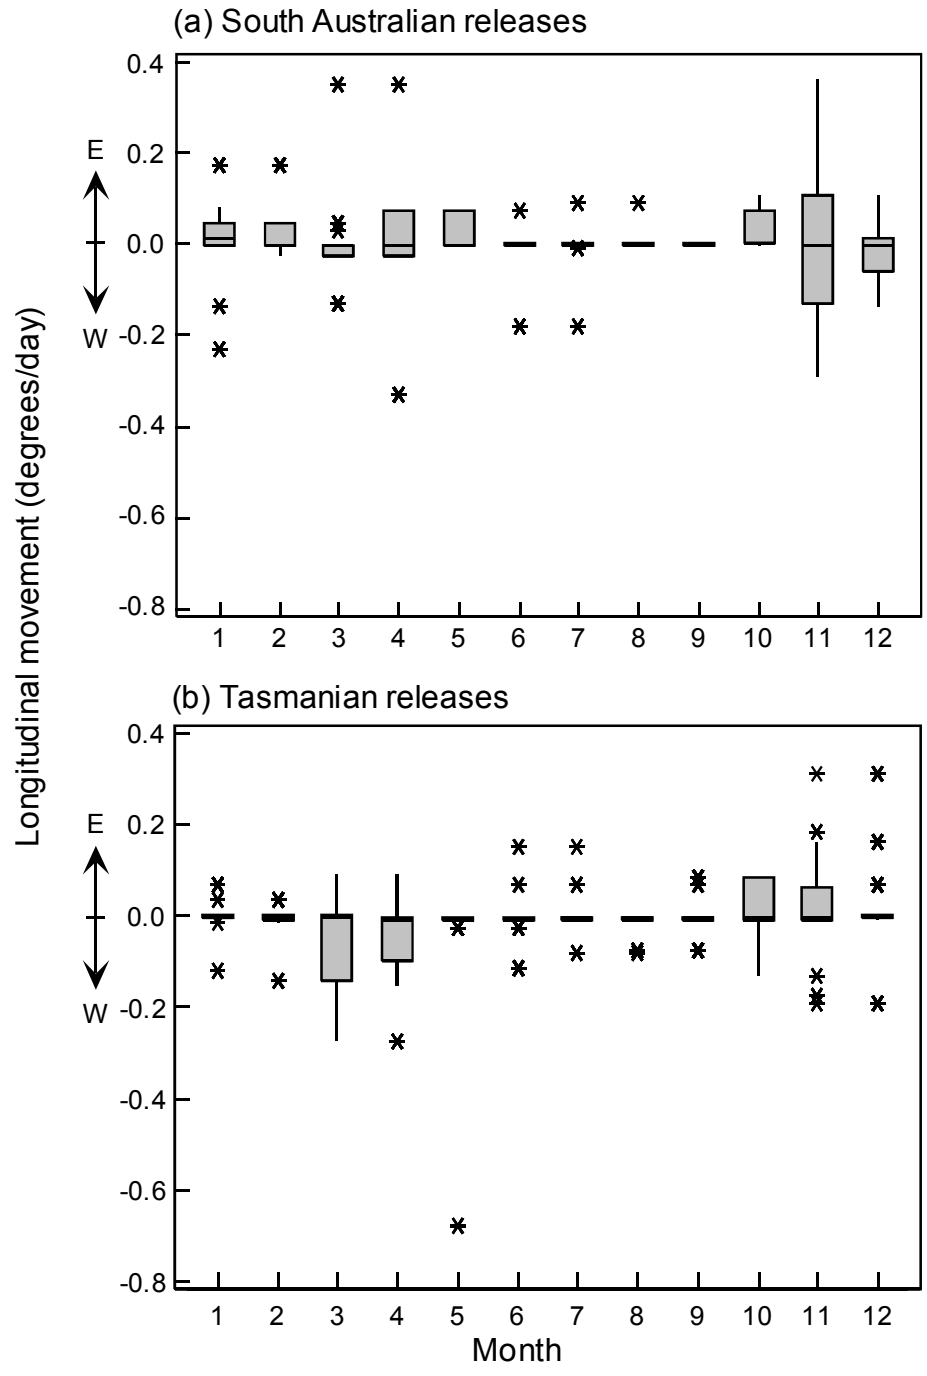 (a) South Australian releases
0.4
0.2
0.0
-0.2
-0.4
-0.6
-0.8
E
W
1 2 3 4 5 6 7 8 9 10 11 12
Longitudinal movement (degrees/day)
(b) Tasmanian releases
0.4
0.2
0.0
-0.2
-0.4
-0.6
-0.8
E
W
1 2 3 4 5 6 7 8 9 10 11 12
Month